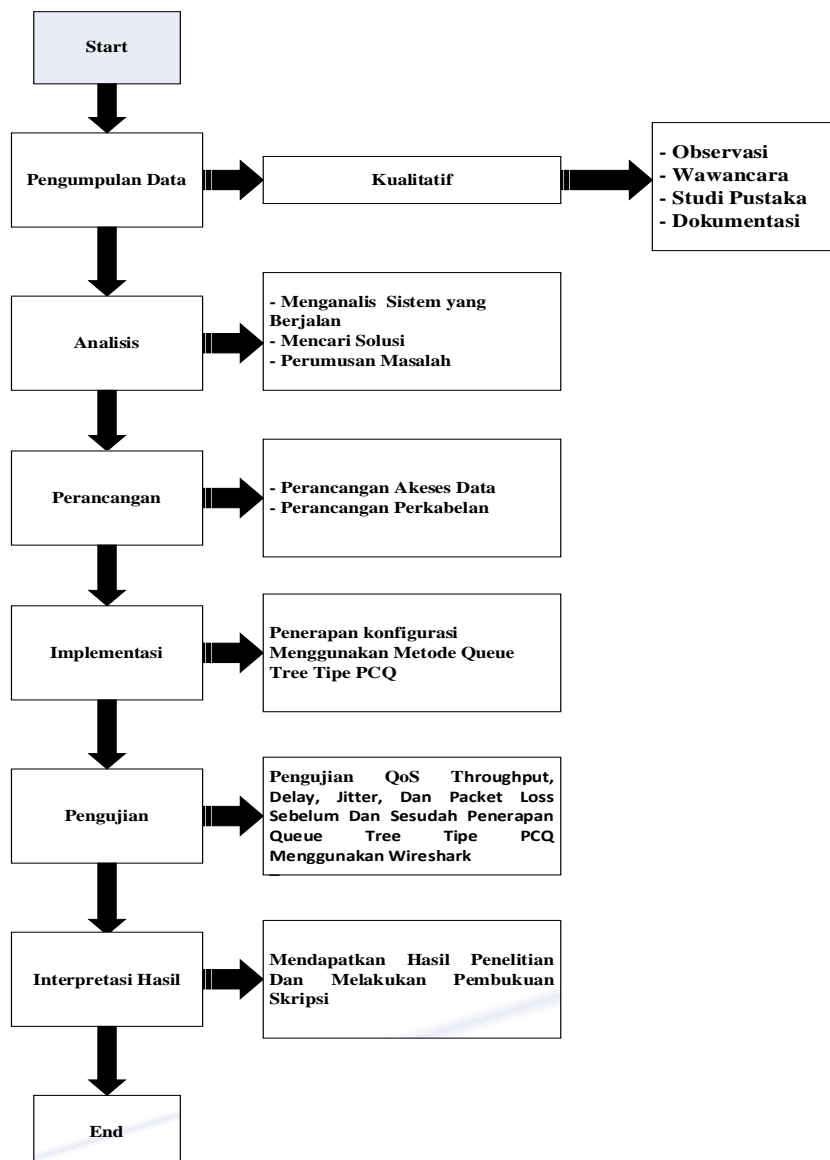 Start
Pengumpulan Data
Kualitatif
- Observasi
- Wawancara
- Studi Pustaka
- Dokumentasi
Analisis
- Menganalis Sistem yang
Berjalan
- Mencari Solusi
- Perumusan Masalah
Perancangan
- Perancangan Akeses Data
- Perancangan Perkabelan
Implementasi
Penerapan konfigurasi
Menggunakan Metode Queue
Tree Tipe PCQ
Pengujian
Pengujian QoS Throughput,
Delay, Jitter, Dan Packet Loss
Sebelum Dan Sesudah Penerapan
Queue Tree Tipe PCQ
Menggunakan Wireshark
Interpretasi Hasil
Mendapatkan Hasil Penelitian
Dan Melakukan Pembukuan
Skripsi
End